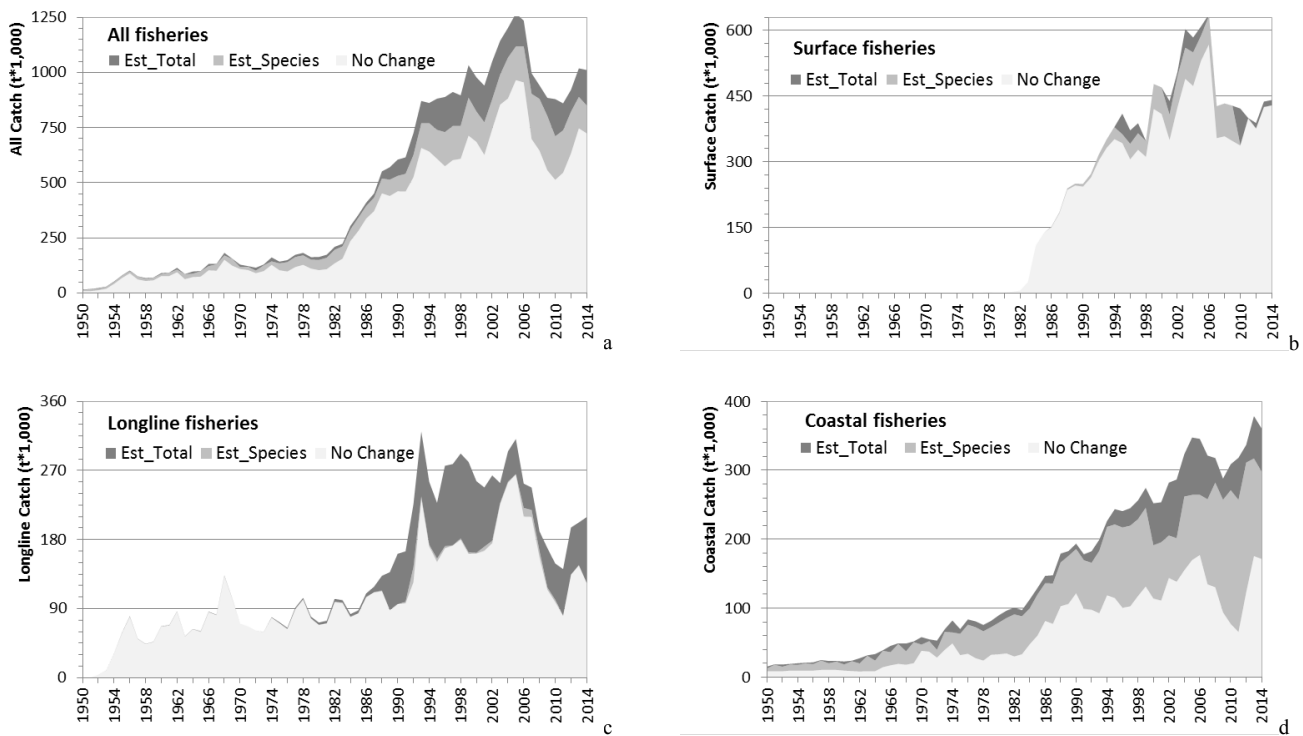 All fisheries
Est_Total Est_Species No Change
All Catch (t*1,000)
1250
1000
750
500
250
0
1950 1954 1958 1962 1966 1970 1974 1978 1982 1986 1990 1994 1998 2002 2006 2010 2014
a
Surface fisheries
Est_Total Est_Species No Change
Surface Catch (t*1,000)
600
450
300
150
0
1950 1954 1958 1962 1966 1970 1974 1978 1982 1986 1990 1994 1998 2002 2006 2010 2014
b
Longline fisheries
Est_Total Est_Species No Change
Longline Catch (t*1,000)
360
270
180
90
0
1950 1954 1958 1962 1966 1970 1974 1978 1982 1986 1990 1994 1998 2002 2006 2010 2014
c
Coastal fisheries
Est_Total Est_Species No Change
Coastal Catch (t*1,000)
400
300
200
100
0
1950 1954 1958 1962 1966 1970 1974 1978 1982 1986 1990 1994 1998 2002 2006 2010 2014
d